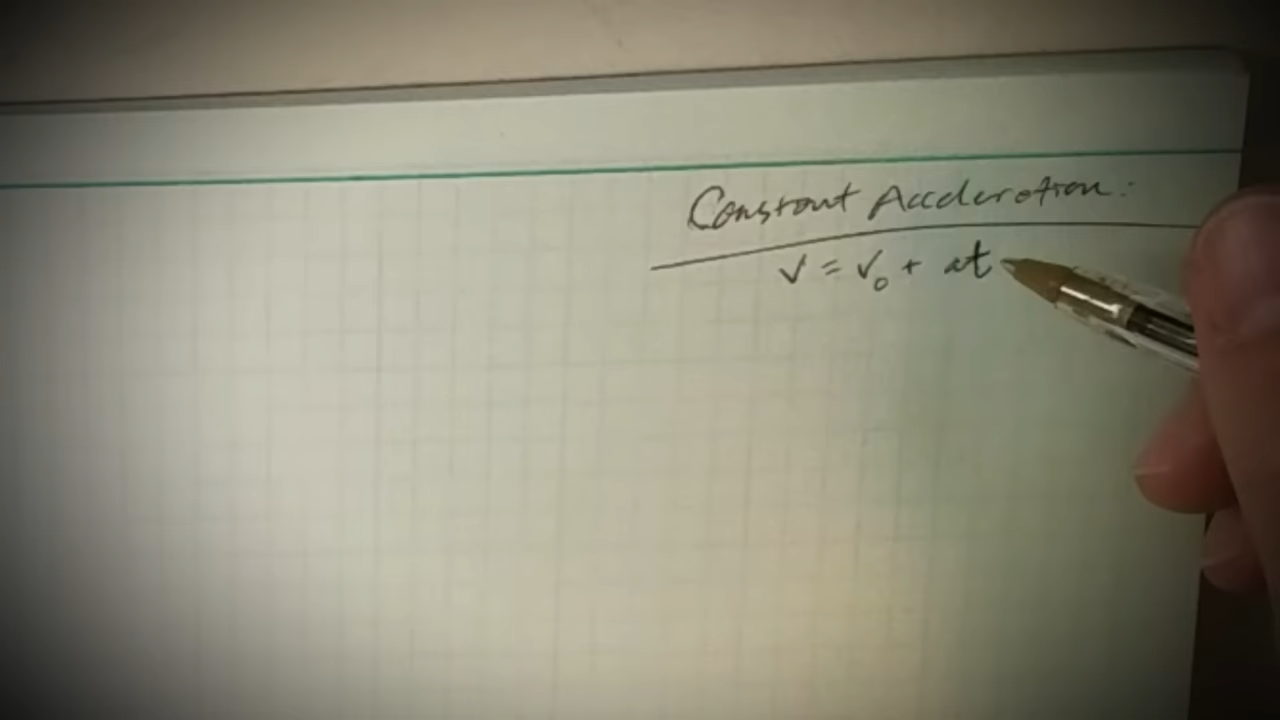 Constant Acceleration:
v = v₀ + at